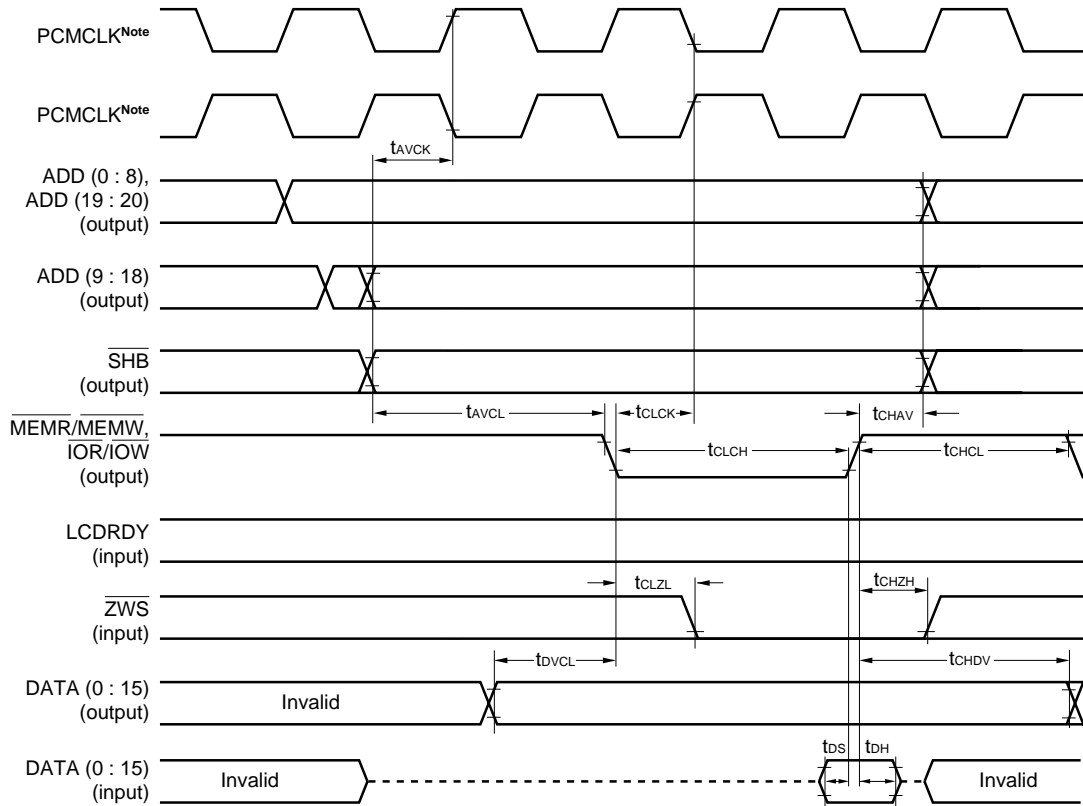 PCMCLKNote
PCMCLKNote
tAVCK
ADD (0 : 8),
ADD (19 : 20)
(output)
ADD (9 : 18)
(output)
SHB
(output)
tAVCL
tCLCK
tCHAV
MEMR/MEMW,
IOR/IOW
(output)
tCLCH
tCHCL
LCDRDY
(input)
tCLZL
tCHZH
ZWS
(input)
tDVCL
tCHDV
DATA (0 : 15)
(output)
Invalid
tDS
tDH
DATA (0 : 15)
(input)
Invalid
Invalid